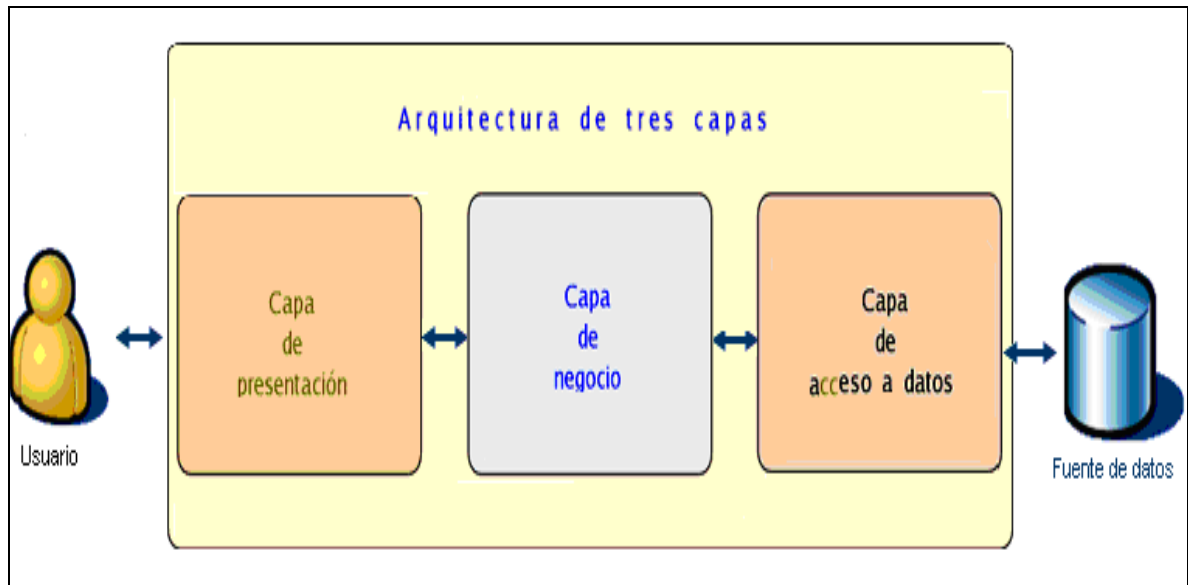 Arquitectura de tres capas
Capa
de
presentación
Capa
de
negocio
Capa
de
acceso a datos
Usuario
Fuente de datos